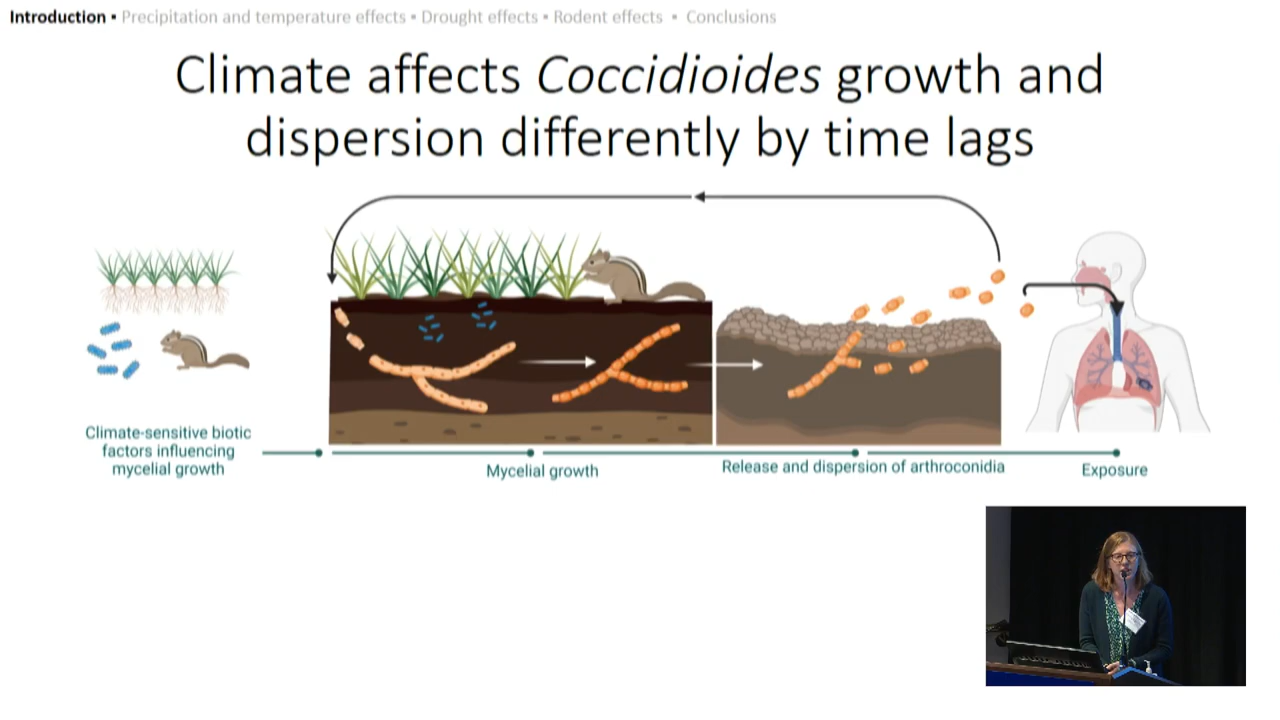 Introduction ▪ Precipitation and temperature effects ▪ Drought effects ▪ Rodent effects ▪ Conclusions
Climate affects Coccidioides growth and
dispersion differently by time lags
Climate-sensitive biotic
factors influencing
mycelial growth
Mycelial growth
Release and dispersion of arthroconidia
Exposure